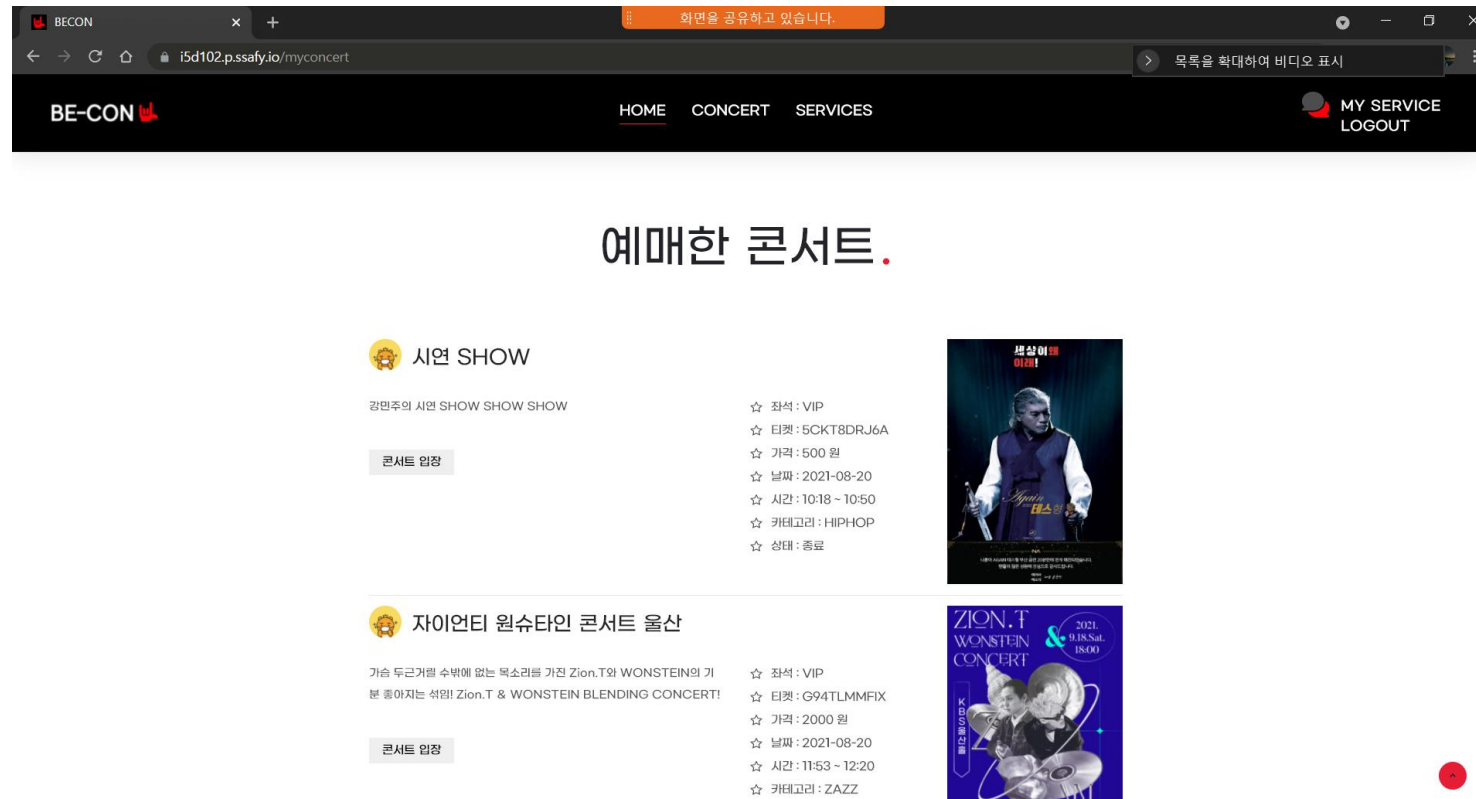 BECON
화면을 공유하고 있습니다.
i5d102.p.ssafy.io/myconcert
목록을 확대하여 비디오 표시
BE-CON
HOME CONCERT SERVICES
MY SERVICE
LOGOUT
예매한 콘서트.
시연 SHOW
강민주의 시연 SHOW SHOW SHOW
콘서트 입장
☆ 좌석 : VIP
☆ 티켓 : 5CKT8DRJ6A
☆ 가격 : 500 원
☆ 날짜 : 2021-08-20
☆ 시간 : 10:18 ~ 10:50
☆ 카테고리 : HIPHOP
☆ 상태 : 종료
세상이 왜
이래!
Again
테스형
자이언티 원슈타인 콘서트 울산
가슴 두근거릴 수밖에 없는 목소리를 가진 Zion.T와 WONSTEIN의 기
분 좋아지는 섞임! Zion.T & WONSTEIN BLENDING CONCERT!
콘서트 입장
☆ 좌석 : VIP
☆ 티켓 : G94TLMMFIX
☆ 가격 : 2000 원
☆ 날짜 : 2021-08-20
☆ 시간 : 11:53 ~ 12:20
☆ 카테고리 : ZAZZ
ZION.T
&
WONSTEIN
CONCERT
2021.
9.18.Sat.
18:00
KBS울산홀